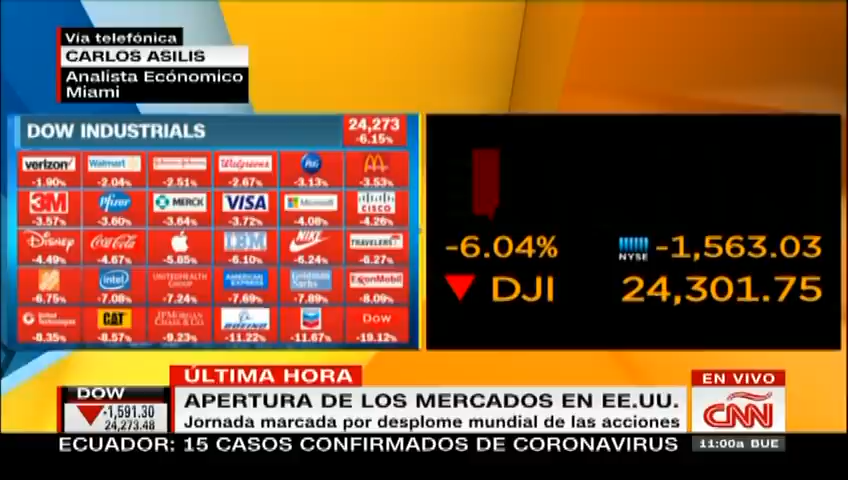 Vía telefónica
CARLOS ASILIS
Analista Ecónomico
Miami
DOW INDUSTRIALS
24,273
-6.15%
verizon
Walmart
Johnson & Johnson
Walgreens
P&G
M
-1.90%
-2.04%
-2.51%
-2.67%
-3.13%
-3.53%
3M
Pfizer
MERCK
VISA
Microsoft
CISCO
-3.57%
-3.60%
-3.64%
-3.72%
-4.08%
-4.26%
Disney
Coca-Cola
IBM
NIKE
TRAVELERS
-4.49%
-4.67%
-5.85%
-6.10%
-6.24%
-6.27%
intel
UNITEDHEALTH GROUP
AMERICAN EXPRESS
Goldman Sachs
ExxonMobil
-6.75%
-7.08%
-7.24%
-7.69%
-7.89%
-8.09%
United Technologies
CAT
JPMORGAN CHASE & CO.
BOEING
Chevron
Dow
-8.35%
-8.57%
-9.23%
-11.22%
-11.67%
-19.12%
-6.04%
NYSE
-1,563.03
DJI
24,301.75
ÚLTIMA HORA
DOW
-1,591.30
24,273.48
APERTURA DE LOS MERCADOS EN EE.UU.
Jornada marcada por desplome mundial de las acciones
EN VIVO
CNN
ECUADOR: 15 CASOS CONFIRMADOS DE CORONAVIRUS
11:00a BUE